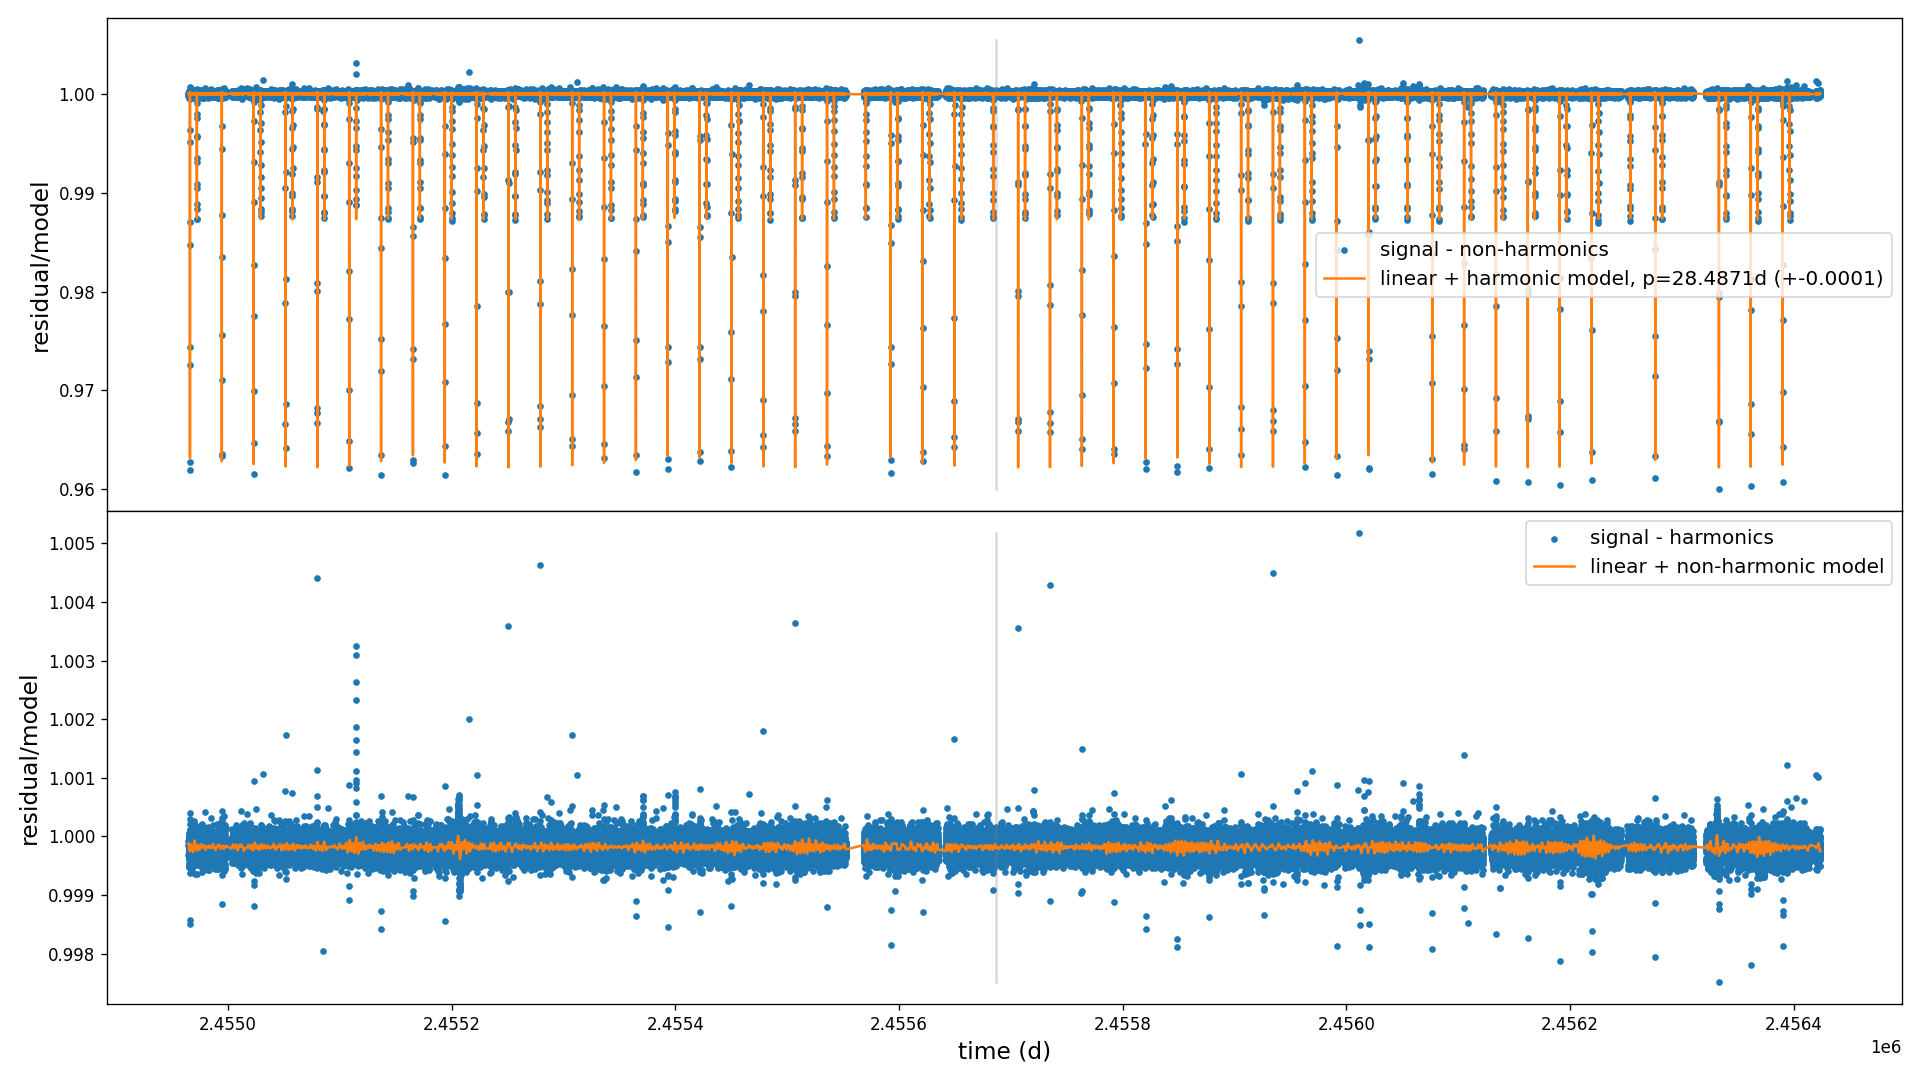 1.00
0.99
0.98
0.97
0.96
residual/model
signal - non-harmonics
linear + harmonic model, p=28.4871d (+-0.0001)
1.005
1.004
1.003
1.002
1.001
1.000
0.999
0.998
residual/model
signal - harmonics
linear + non-harmonic model
2.4550 2.4552 2.4554 2.4556 2.4558 2.4560 2.4562 2.4564
1e6
time (d)